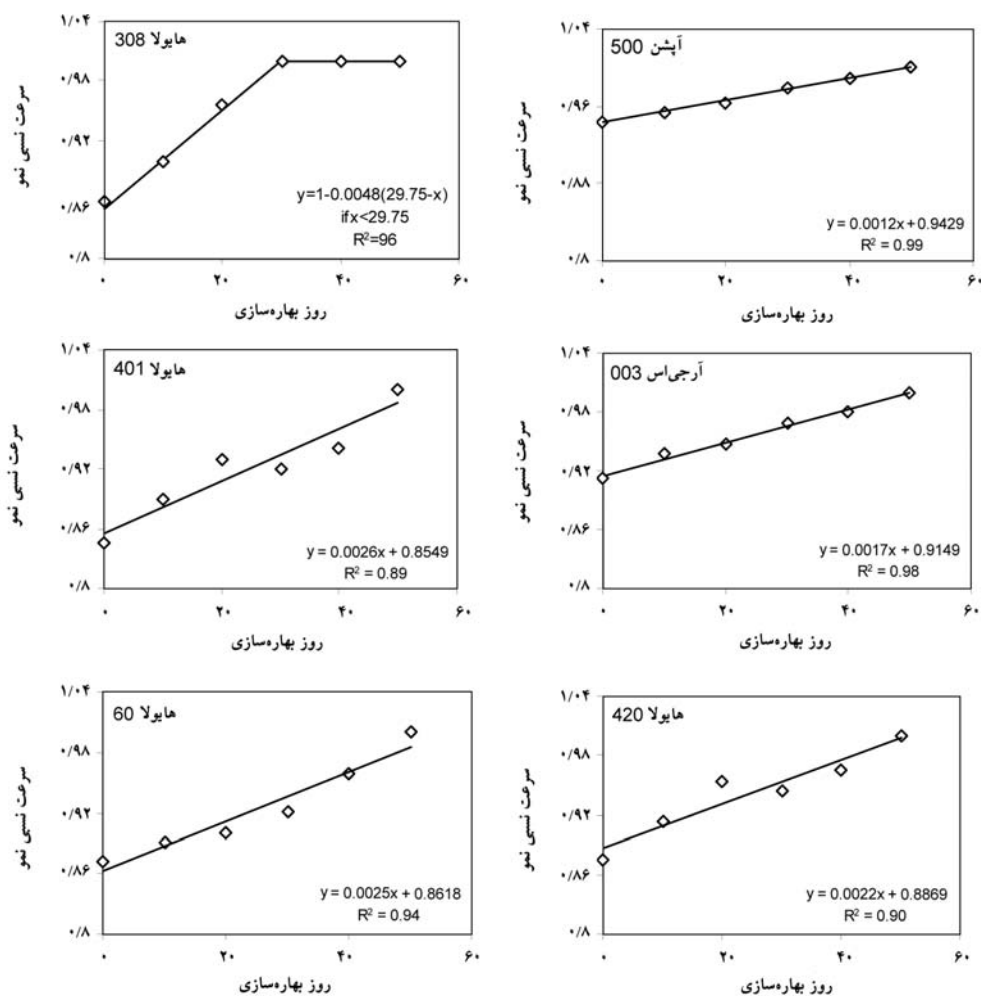 هایولا 308
۱/۰۴
۰/۹۸
۰/۹۲
۰/۸۶
۰/۸
سرعت نسبی نمو
y=1-0.0048(29.75-x)
ifx<29.75
R²=96
۰ ۲۰ ۴۰ ۶۰
روز بهاره‌سازی
آپشن 500
۱/۰۴
۰/۹۶
۰/۸۸
۰/۸
سرعت نسبی نمو
y = 0.0012x + 0.9429
R² = 0.99
۰ ۲۰ ۴۰ ۶۰
روز بهاره‌سازی
هایولا 401
۱/۰۴
۰/۹۸
۰/۹۲
۰/۸۶
۰/۸
سرعت نسبی نمو
y = 0.0026x + 0.8549
R² = 0.89
۰ ۲۰ ۴۰ ۶۰
روز بهاره‌سازی
آرجی‌اس 003
۱/۰۴
۰/۹۸
۰/۹۲
۰/۸۶
۰/۸
سرعت نسبی نمو
y = 0.0017x + 0.9149
R² = 0.98
۰ ۲۰ ۴۰ ۶۰
روز بهاره‌سازی
هایولا 60
۱/۰۴
۰/۹۸
۰/۹۲
۰/۸۶
۰/۸
سرعت نسبی نمو
y = 0.0025x + 0.8618
R² = 0.94
۰ ۲۰ ۴۰ ۶۰
روز بهاره‌سازی
هایولا 420
۱/۰۴
۰/۹۸
۰/۹۲
۰/۸۶
۰/۸
سرعت نسبی نمو
y = 0.0022x + 0.8869
R² = 0.90
۰ ۲۰ ۴۰ ۶۰
روز بهاره‌سازی